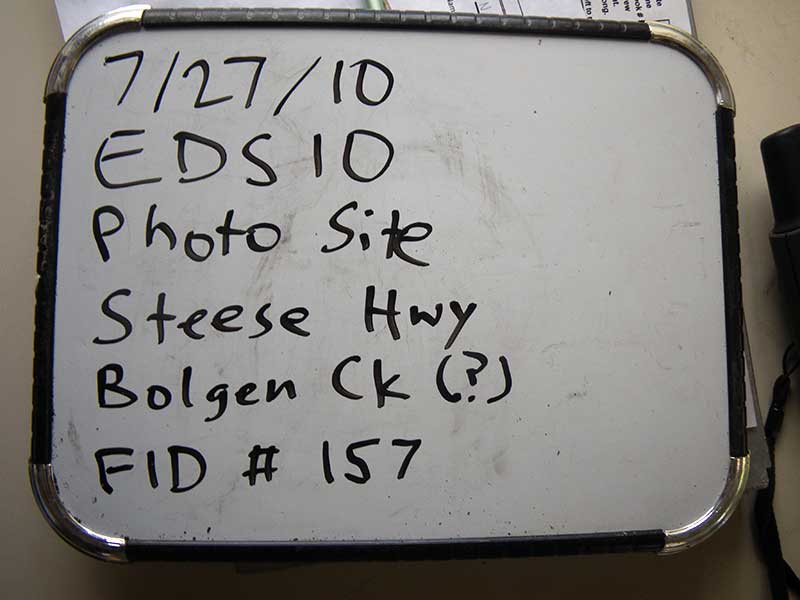 7/27/10
EDS10
Photo Site
Steese Hwy
Bolgen Ck (?)
FID # 157